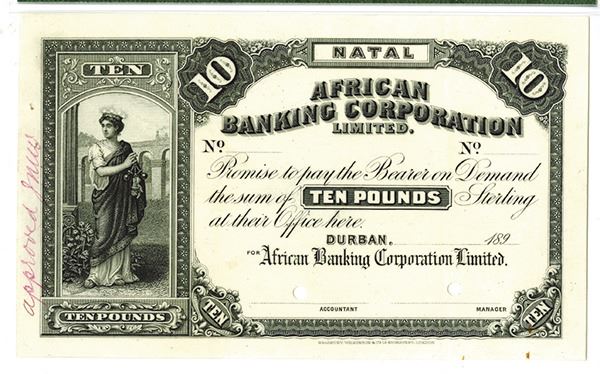 NATAL
TEN
10
10
AFRICAN
BANKING CORPORATION
LIMITED.
Nº
Nº
Promise to pay the Bearer on Demand
the sum of TEN POUNDS Sterling
at their Office here.
DURBAN, 189
FOR African Banking Corporation Limited.
ACCOUNTANT MANAGER
TEN POUNDS
TEN
TEN
approved